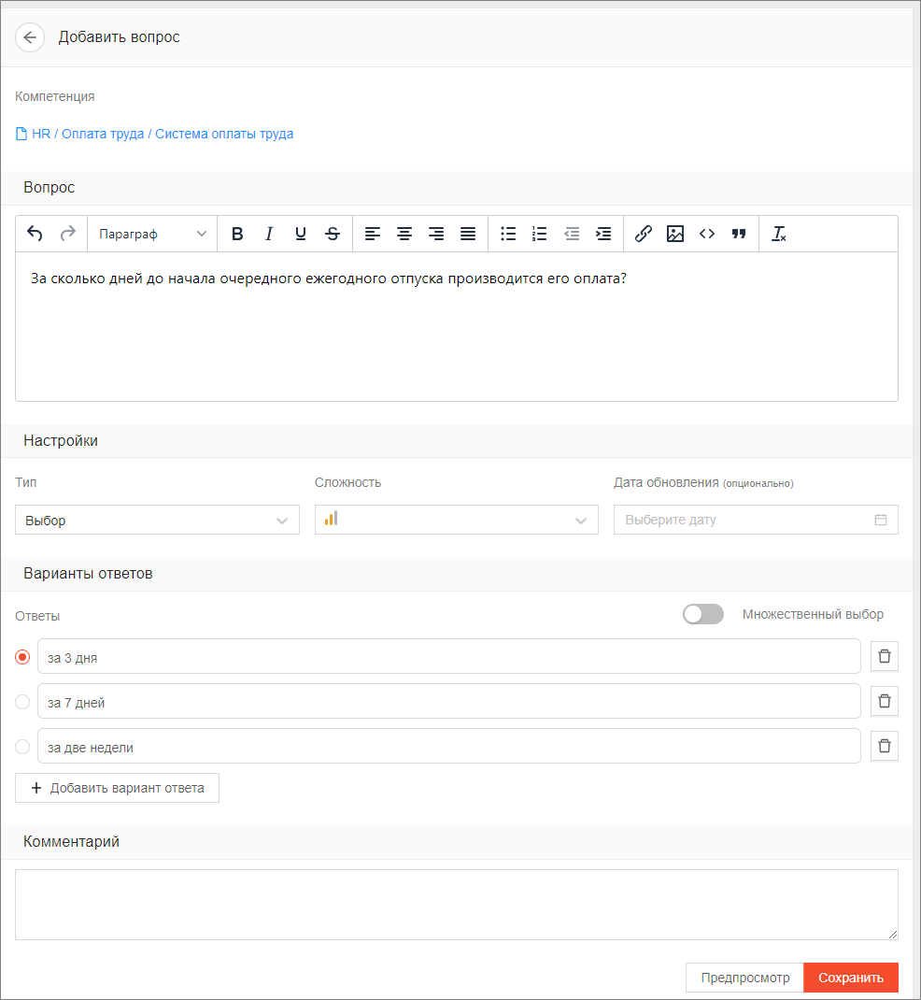 Добавить вопрос
Компетенция
HR / Оплата труда / Система оплаты труда
Вопрос
Параграф B I U S
За сколько дней до начала очередного ежегодного отпуска производится его оплата?
Настройки
Тип Сложность Дата обновления (опционально)
Выбор Выберите дату
Варианты ответов
Ответы Множественный выбор
за 3 дня
за 7 дней
за две недели
+ Добавить вариант ответа
Комментарий
Предпросмотр Сохранить